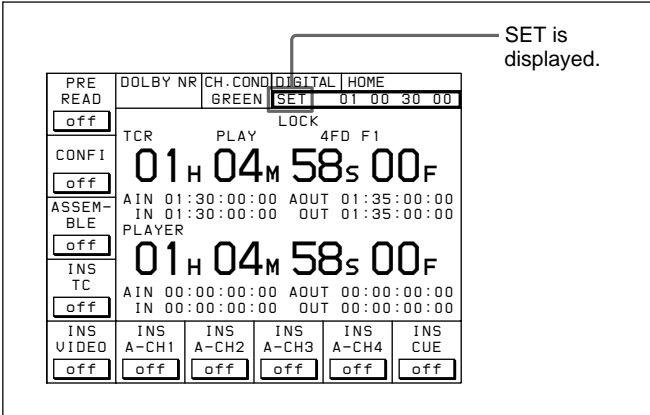 SET is
displayed.
PRE
READ
off
DOLBY NR
CH.COND
GREEN
DIGITAL
HOME
SET 01 00 30 00
LOCK
TCR PLAY 4FD F1
01H 04M 58S 00F
AIN 01:30:00:00 AOUT 01:35:00:00
IN 01:30:00:00 OUT 01:35:00:00
PLAYER
01H 04M 58S 00F
AIN 00:00:00:00 AOUT 00:00:00:00
IN 00:00:00:00 OUT 00:00:00:00
CONFI
off
ASSEM-
BLE
off
INS
TC
off
INS
VIDEO
off
INS
A-CH1
off
INS
A-CH2
off
INS
A-CH3
off
INS
A-CH4
off
INS
CUE
off